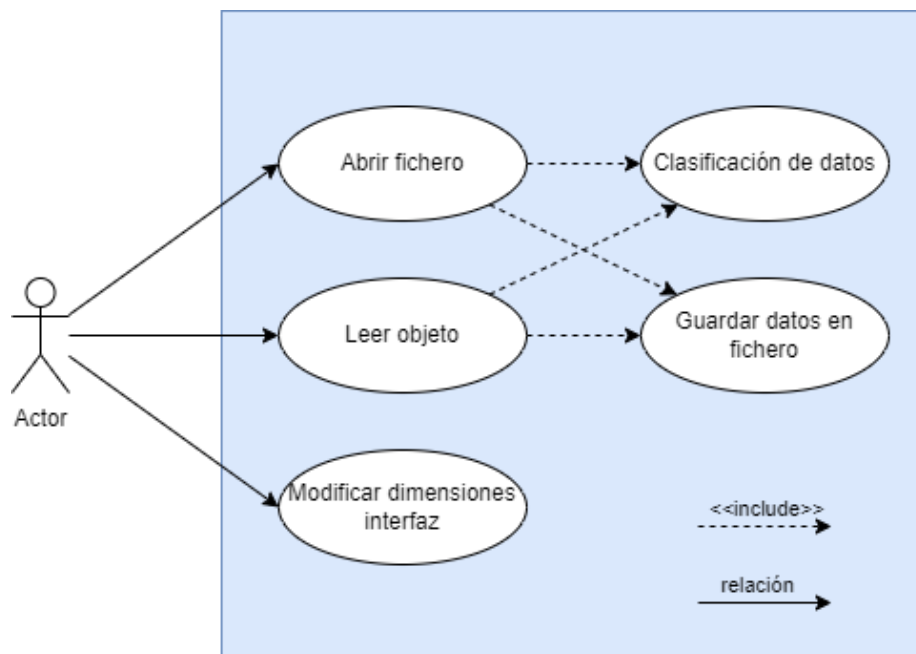 Abrir fichero
Clasificación de datos
Leer objeto
Guardar datos en
fichero
Actor
Modificar dimensiones
interfaz
<<include>>
relación